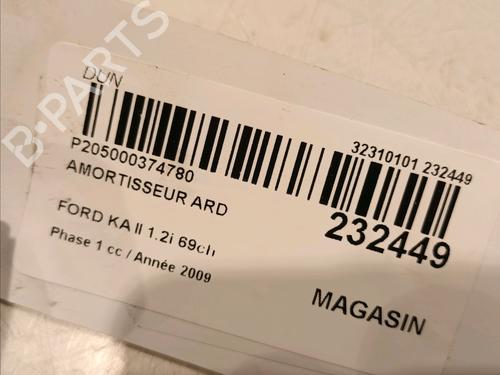 DUN
P205000374780
32310101 232449
AMORTISSEUR ARD
232449
FORD KA II 1.2i 69ch
Phase 1 cc / Année 2009
MAGASIN
B-PARTS